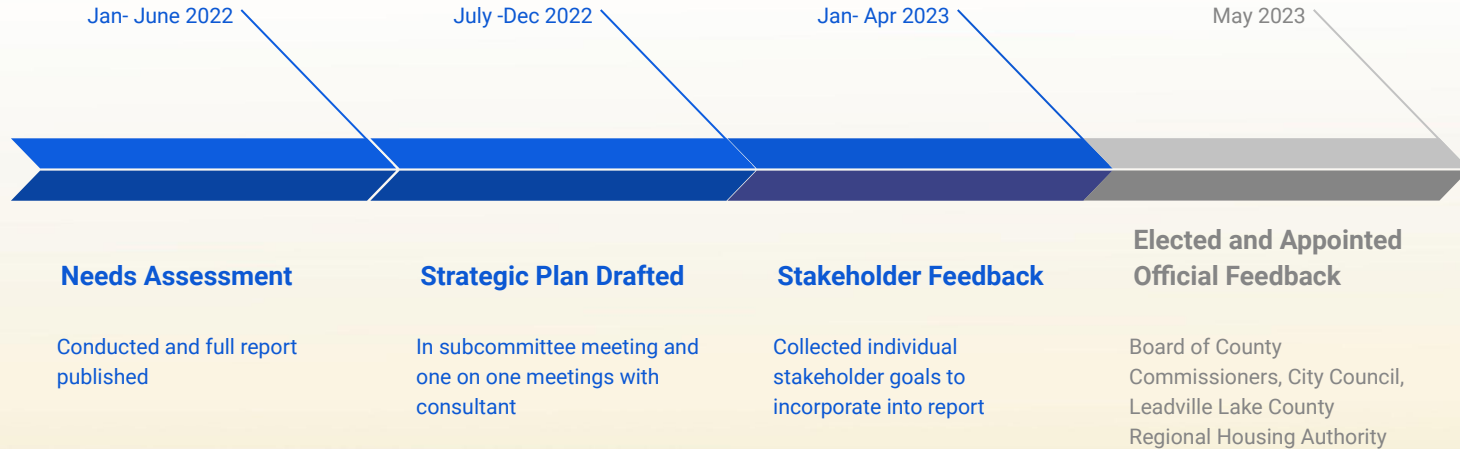 Jan- June 2022
July -Dec 2022
Jan- Apr 2023
May 2023
Needs Assessment
Conducted and full report
published
Strategic Plan Drafted
In subcommittee meeting and
one on one meetings with
consultant
Stakeholder Feedback
Collected individual
stakeholder goals to
incorporate into report
Elected and Appointed
Official Feedback
Board of County
Commissioners, City Council,
Leadville Lake County
Regional Housing Authority